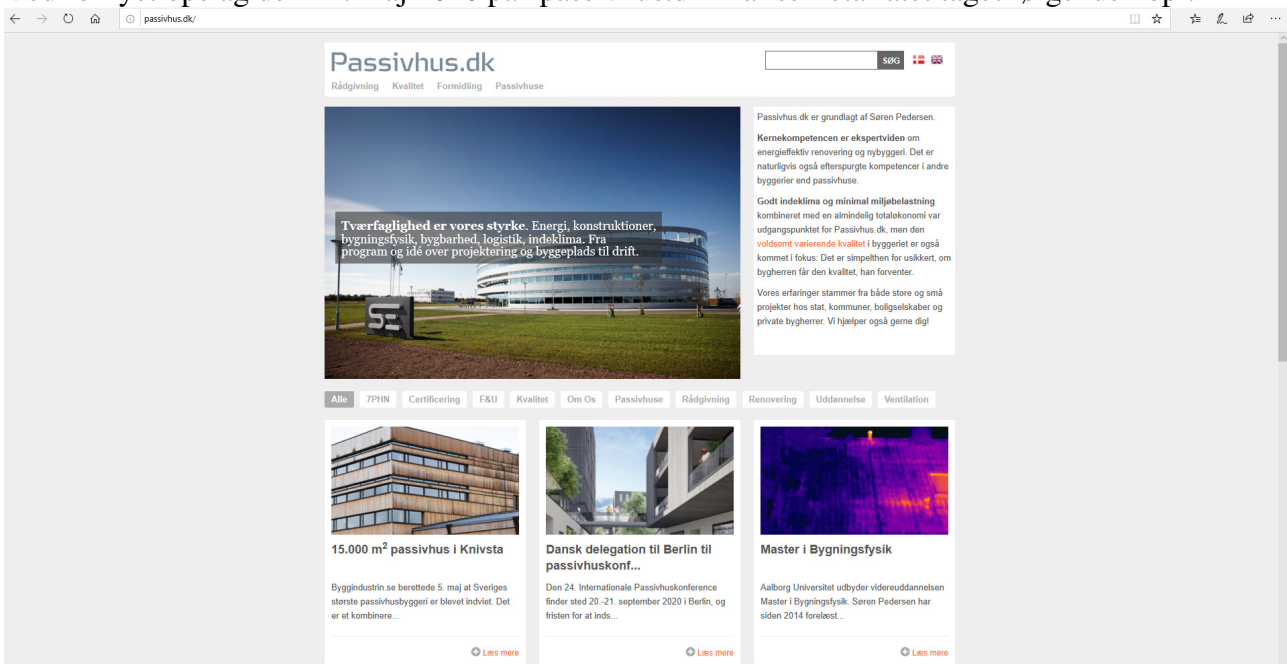 passivhus.dk/
Passivhus.dk
SØG
Rådgivning Kvalitet Formidling Passivhuse
Tværfaglighed er vores styrke. Energi, konstruktioner,
bygningsfysik, bygbarhed, logistik, indeklima. Fra
program og idé over projektering og byggeplads til drift.
SE
Passivhus.dk er grundlagt af Søren Pedersen.
Kernekompetencen er ekspertviden om
energieffektiv renovering og nybyggeri. Det er
naturligvis også efterspurgte kompetencer i andre
byggerier end passivhuse.
Godt indeklima og minimal miljøbelastning
kombineret med en almindelig totaløkonomi var
udgangspunktet for Passivhus.dk, men den
voldsomt varierende kvalitet i byggeriet er også
kommet i fokus: Det er simpelthen for usikkert, om
bygherren får den kvalitet, han forventer.
Vores erfaringer stammer fra både store og små
projekter hos stat, kommuner, boligselskaber og
private bygherrer. Vi hjælper også gerne dig!
Alle 7PHN Certificering F&U Kvalitet Om Os Passivhuse Rådgivning Renovering Uddannelse Ventilation
15.000 m² passivhus i Knivsta
Byggindustrin.se berettede 5. maj at Sveriges
største passivhusbyggeri er blevet indviet. Det
er et kombinere...
Læs mere
Dansk delegation til Berlin til
passivhuskonf...
Den 24. Internationale Passivhuskonference
finder sted 20.-21. september 2020 i Berlin, og
fristen for at inds...
Læs mere
Master i Bygningsfysik
Aalborg Universitet udbyder videreuddannelsen
Master i Bygningsfysik. Søren Pedersen har
siden 2014 forelæst...
Læs mere